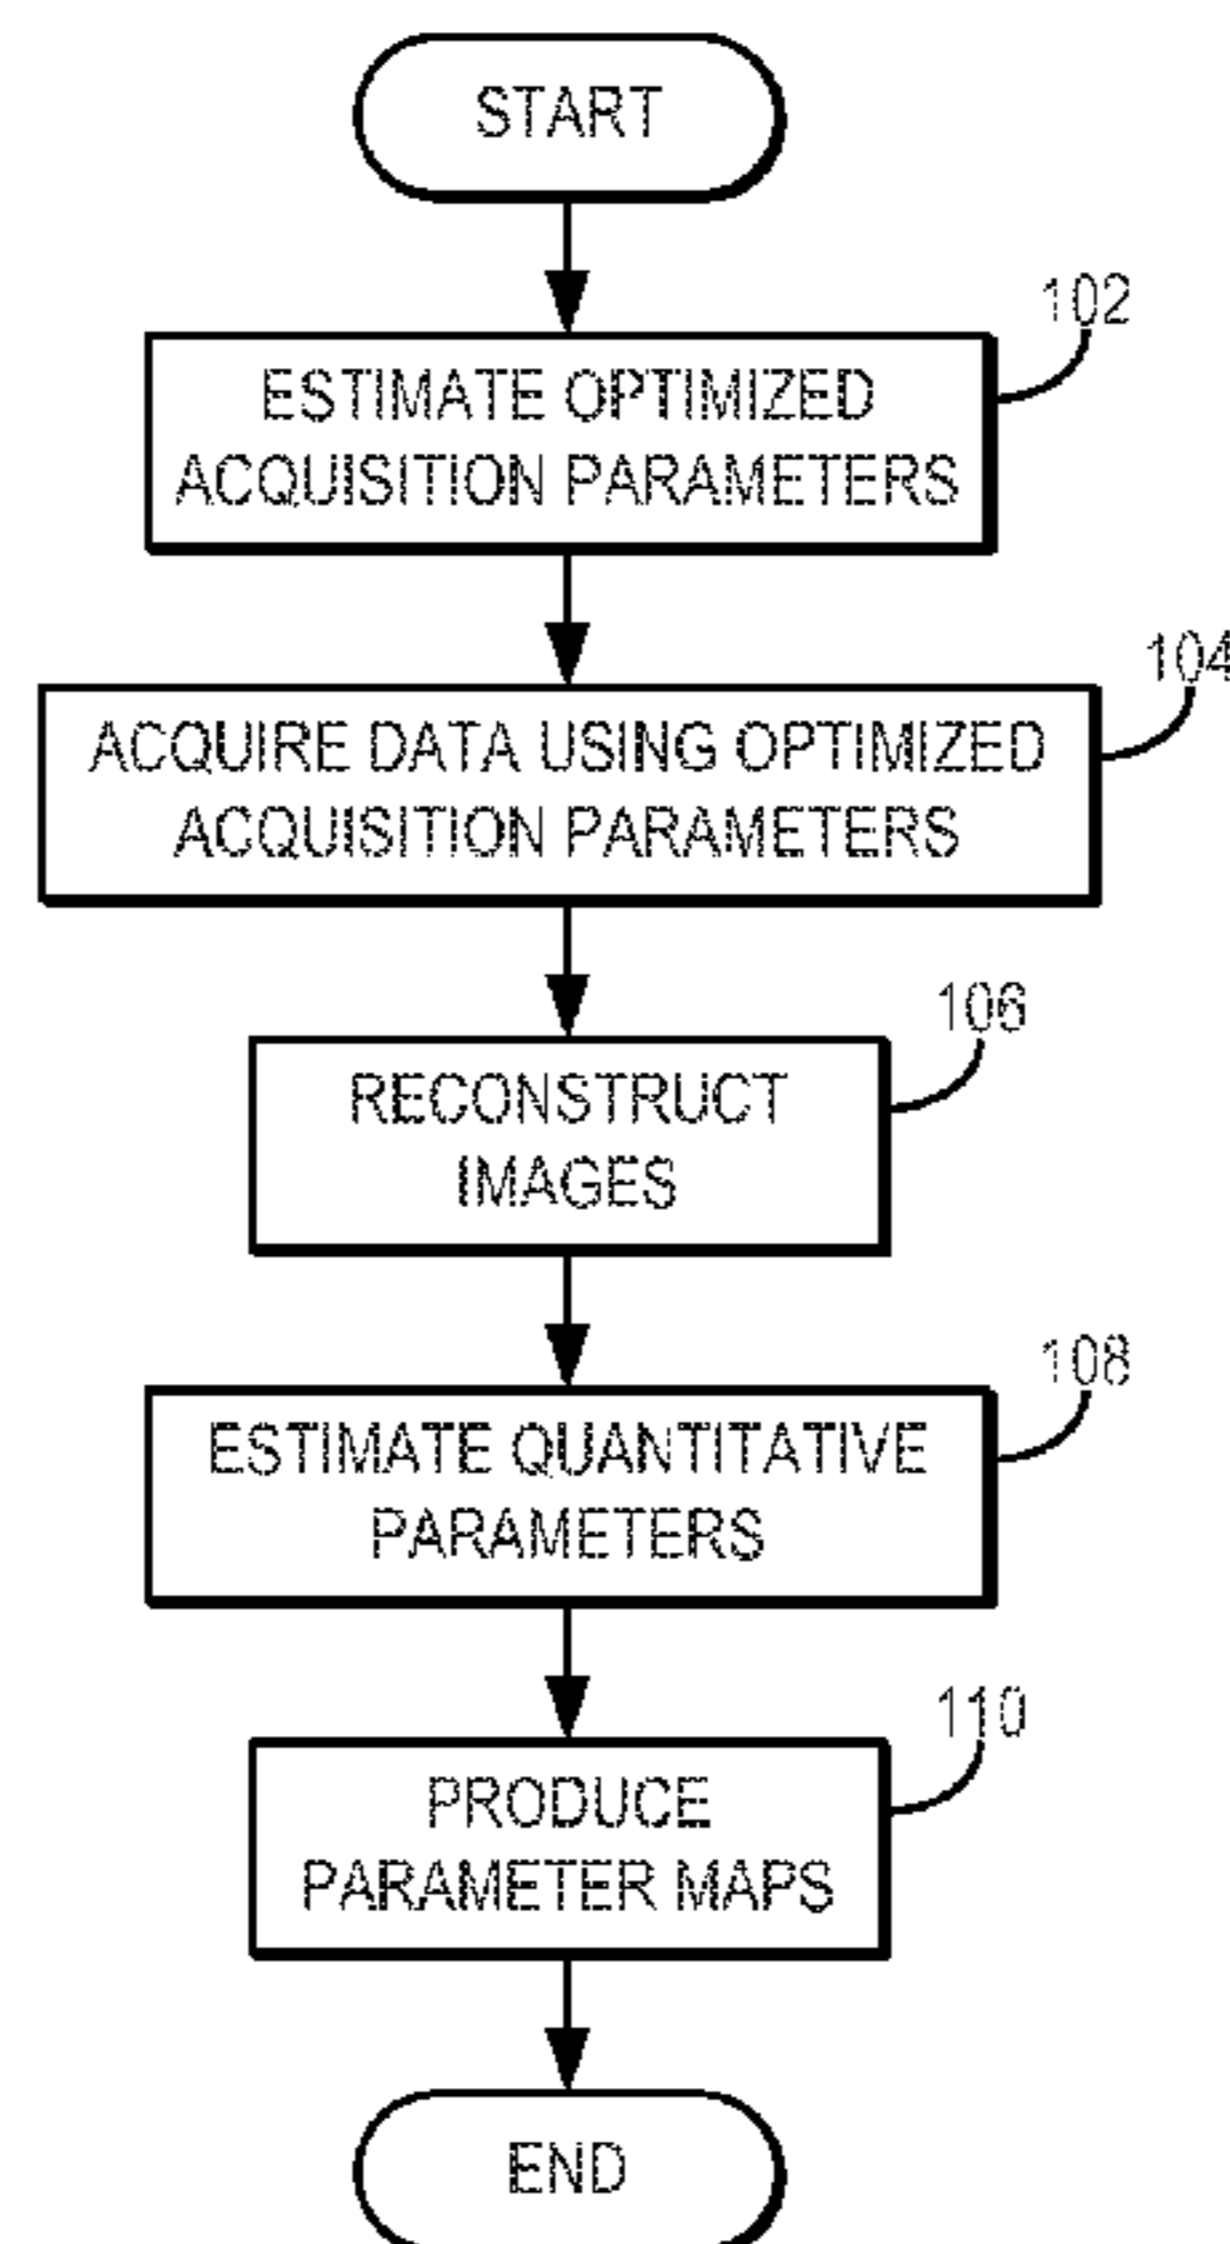 START
102
ESTIMATE OPTIMIZED
ACQUISITION PARAMETERS
104
ACQUIRE DATA USING OPTIMIZED
ACQUISITION PARAMETERS
106
RECONSTRUCT
IMAGES
108
ESTIMATE QUANTITATIVE
PARAMETERS
110
PRODUCE
PARAMETER MAPS
END